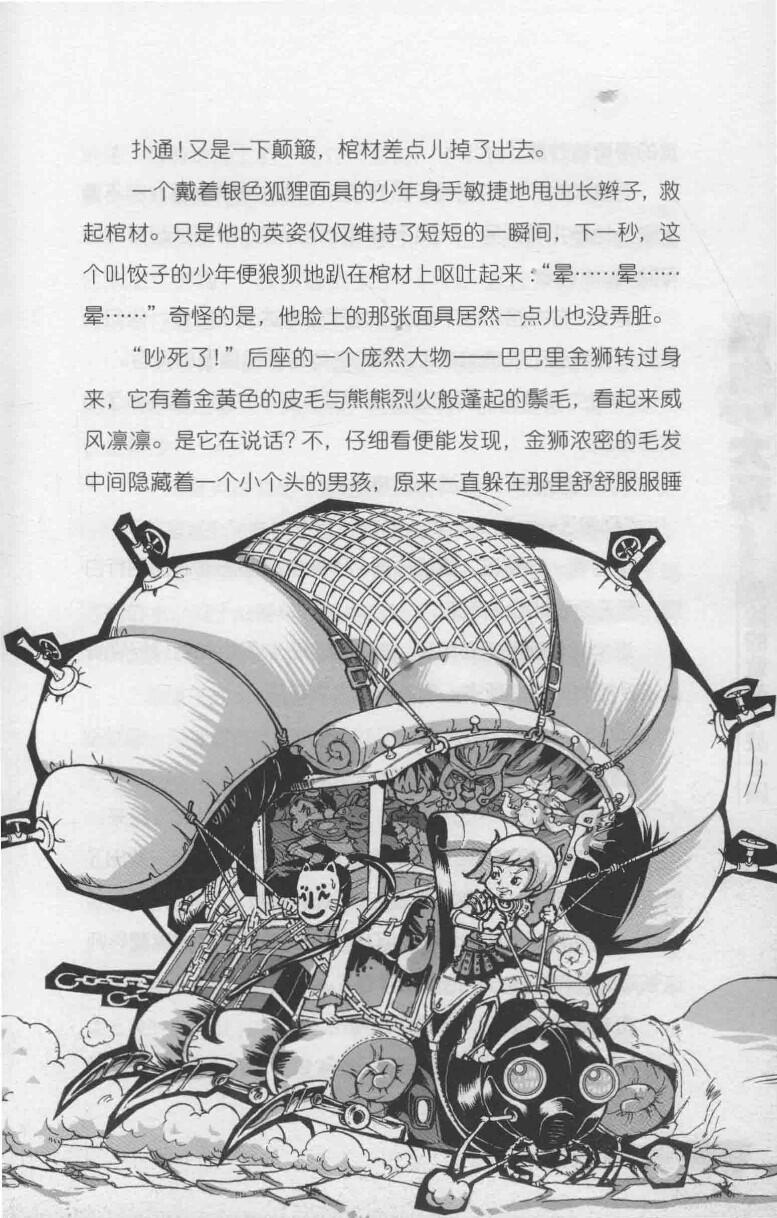 扑通！又是一下颠簸，棺材差点儿掉了出去。
一个戴着银色狐狸面具的少年身手敏捷地甩出长辫子，救
起棺材。只是他的英姿仅仅维持了短短的一瞬间，下一秒，这
个叫饺子的少年便狼狈地趴在棺材上呕吐起来：“晕……晕……
晕……”奇怪的是，他脸上的那张面具居然一点儿也没弄脏。
“吵死了！”后座的一个庞然大物——巴巴里金狮转过身
来，它有着金黄色的皮毛与熊熊烈火般蓬起的鬃毛，看起来威
风凛凛。是它在说话？不，仔细看便能发现，金狮浓密的毛发
中间隐藏着一个小个头的男孩，原来一直躲在那里舒舒服服睡